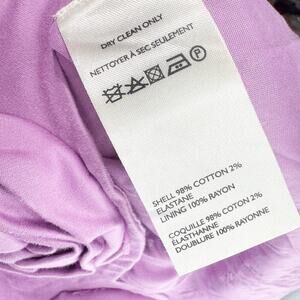 DRY CLEAN ONLY
NETTOYER À SEC SEULEMENT
SHELL 98% COTTON 2%
ELASTANE
LINING 100% RAYON
COQUILLE 98% COTON 2%
ÉLASTHANNE
DOUBLURE 100% RAYONNE